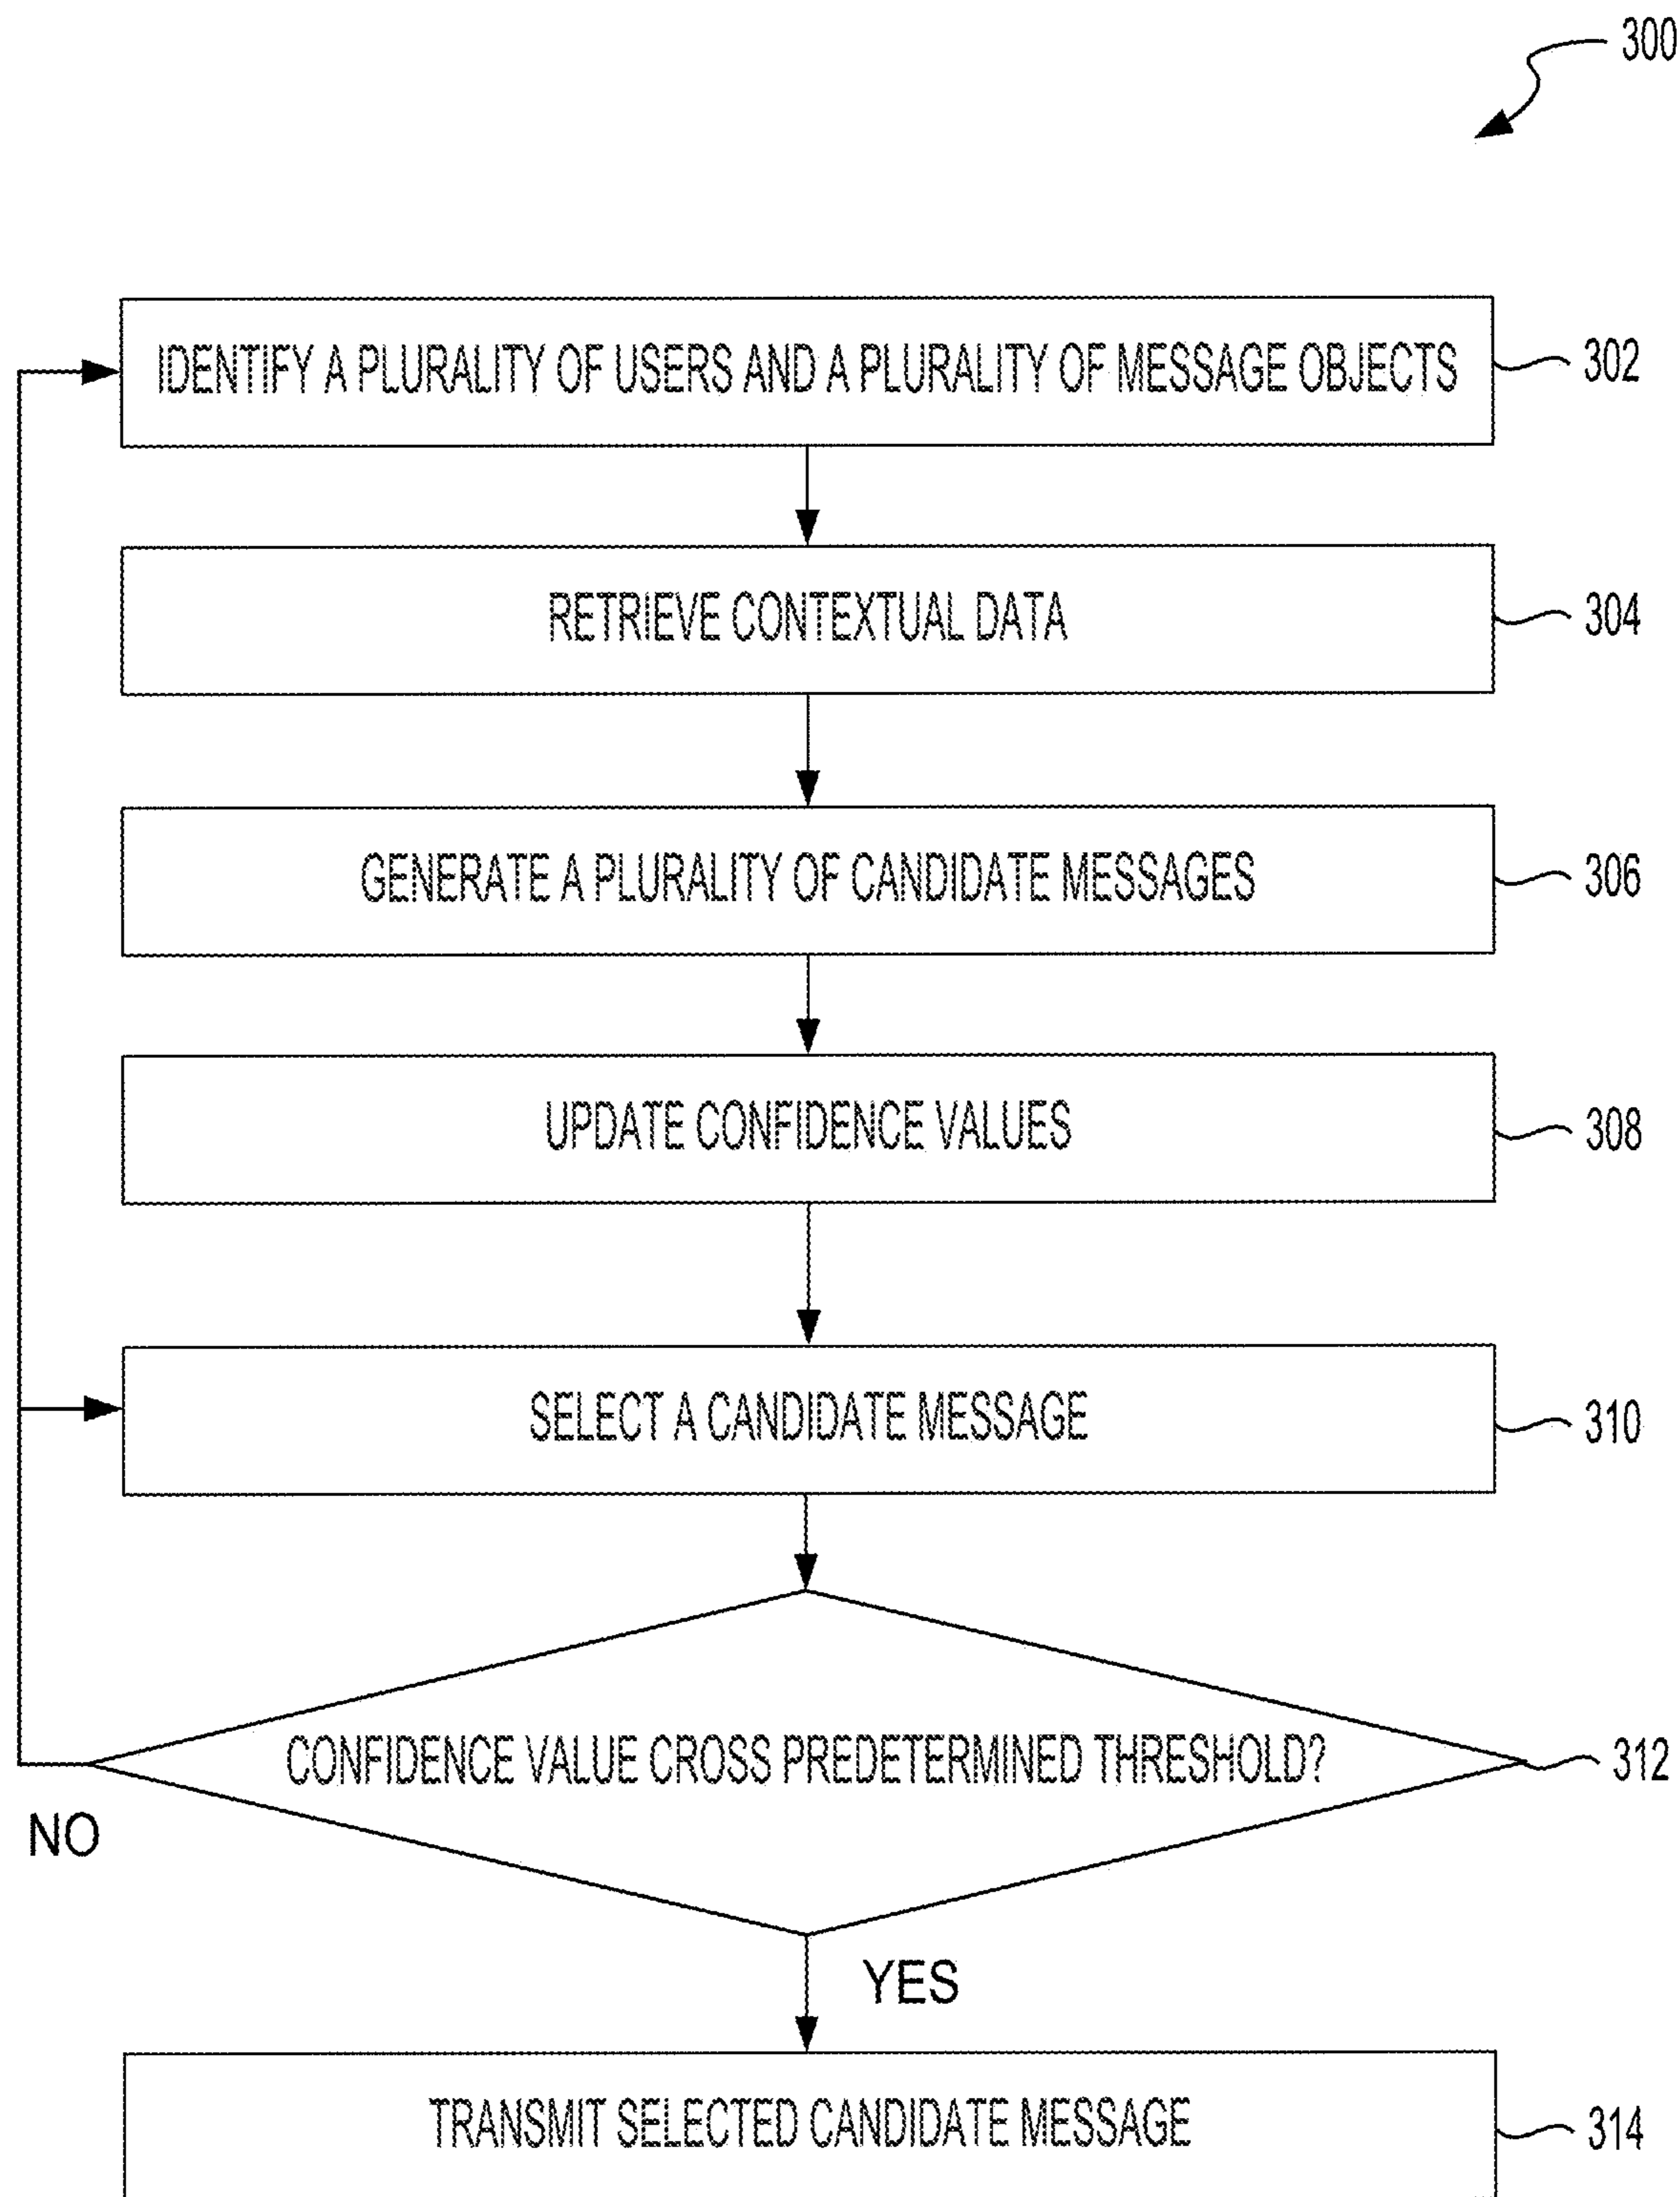 300
IDENTIFY A PLURALITY OF USERS AND A PLURALITY OF MESSAGE OBJECTS
302
RETRIEVE CONTEXTUAL DATA
304
GENERATE A PLURALITY OF CANDIDATE MESSAGES
306
UPDATE CONFIDENCE VALUES
308
SELECT A CANDIDATE MESSAGE
310
CONFIDENCE VALUE CROSS PREDETERMINED THRESHOLD?
312
NO
YES
TRANSMIT SELECTED CANDIDATE MESSAGE
314